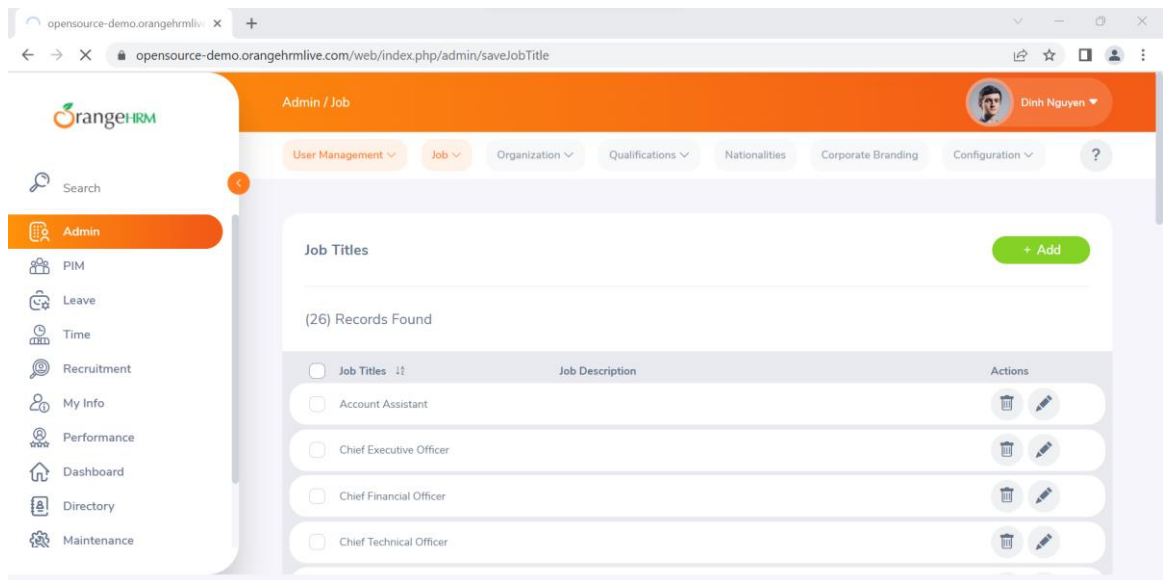 opensource-demo.orangehrmliv
opensource-demo.orangehrmlive.com/web/index.php/admin/saveJobTitle
OrangeHRM
Admin / Job
Dinh Nguyen
User Management
Job
Organization
Qualifications
Nationalities
Corporate Branding
Configuration
?
Search
Admin
PIM
Leave
Time
Recruitment
My Info
Performance
Dashboard
Directory
Maintenance
Job Titles
+ Add
(26) Records Found
Job Titles
Job Description
Actions
Account Assistant
Chief Executive Officer
Chief Financial Officer
Chief Technical Officer